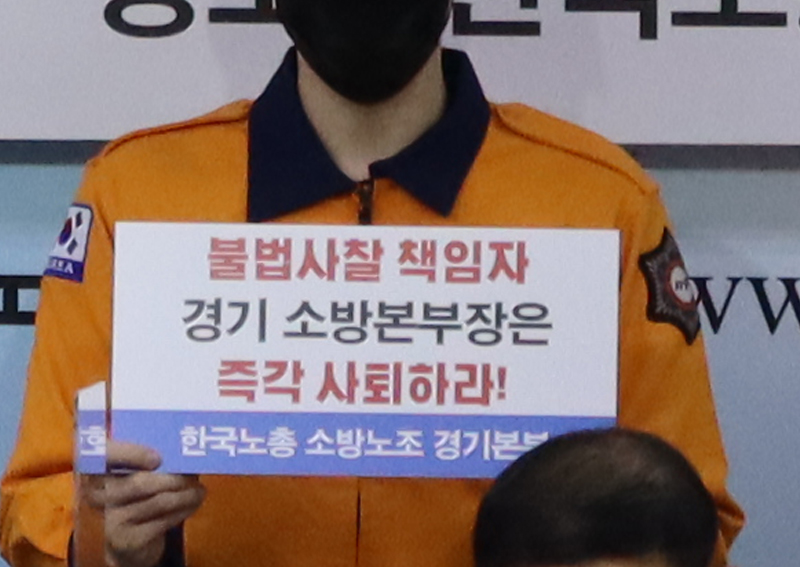 불법사찰 책임자
경기 소방본부장은
즉각 사퇴하라!
한국노총 소방노조 경기본부